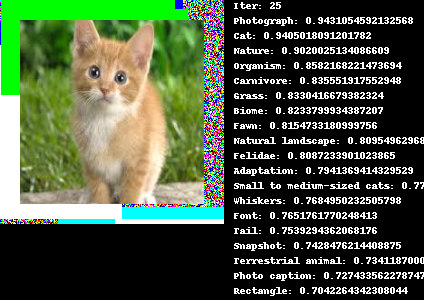 Iter: 25
Photograph: 0.9431054592132568
Cat: 0.9405018091201782
Nature: 0.9020025134086609
Organism: 0.8582168221473694
Carnivore: 0.835551917552948
Grass: 0.8330416679382324
Biome: 0.8233799934387207
Fawn: 0.8154733180999756
Natural landscape: 0.80954962968
Felidae: 0.8087233901023865
Adaptation: 0.7941369414329529
Small to medium-sized cats: 0.77
Whiskers: 0.7684950232505798
Font: 0.7651761770248413
Tail: 0.7539294362068176
Snapshot: 0.7428476214408875
Terrestrial animal: 0.7341187000
Photo caption: 0.727433562278747
Rectangle: 0.7042264342308044